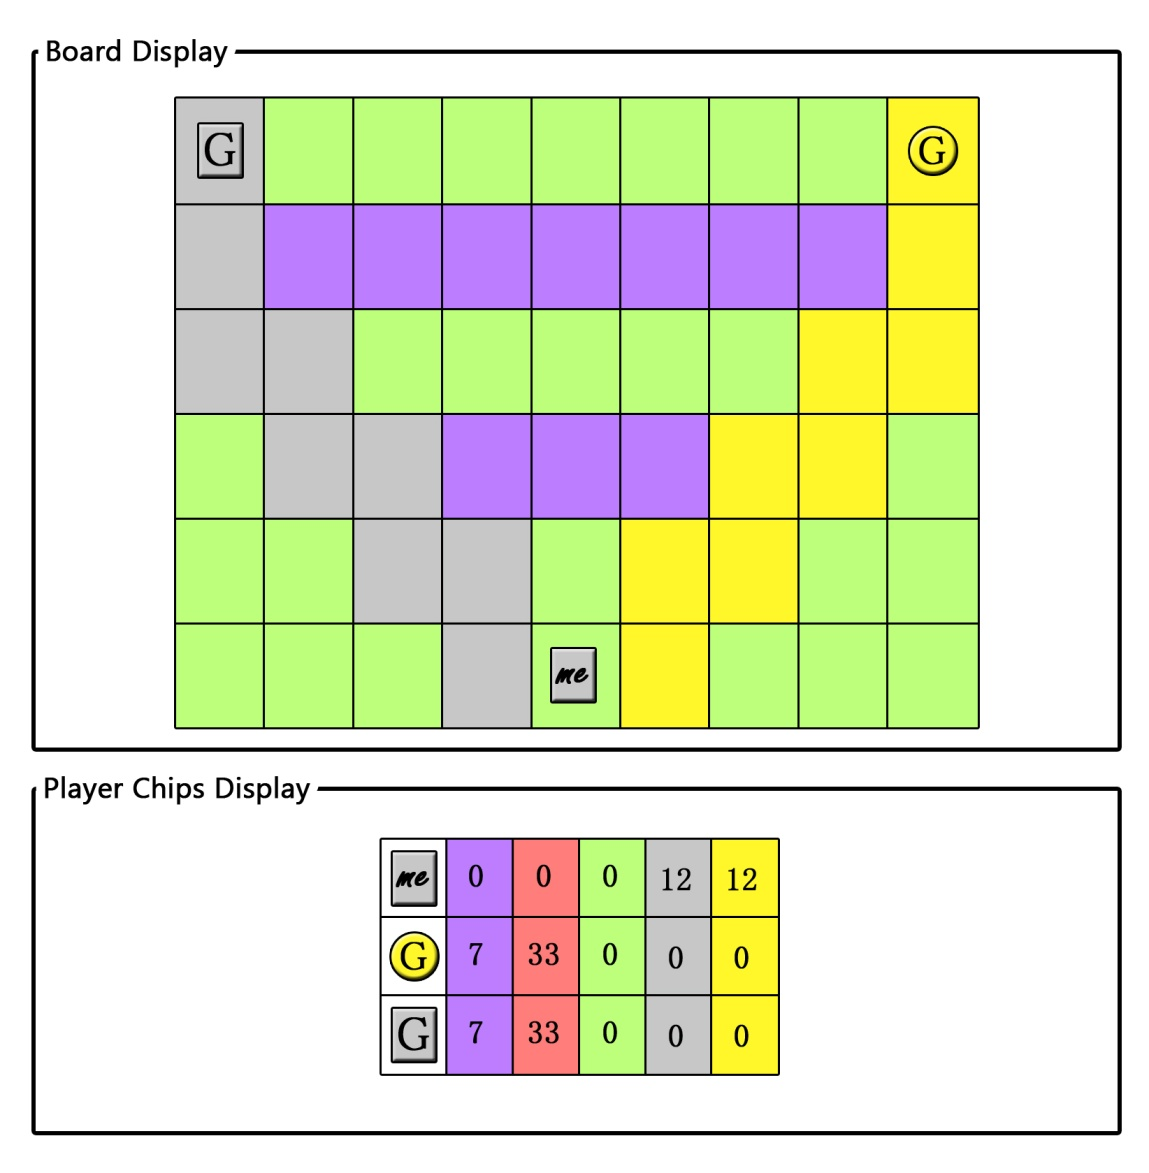 Board Display
G G
me
Player Chips Display
me 0 0 0 12 12
G 7 33 0 0 0
G 7 33 0 0 0